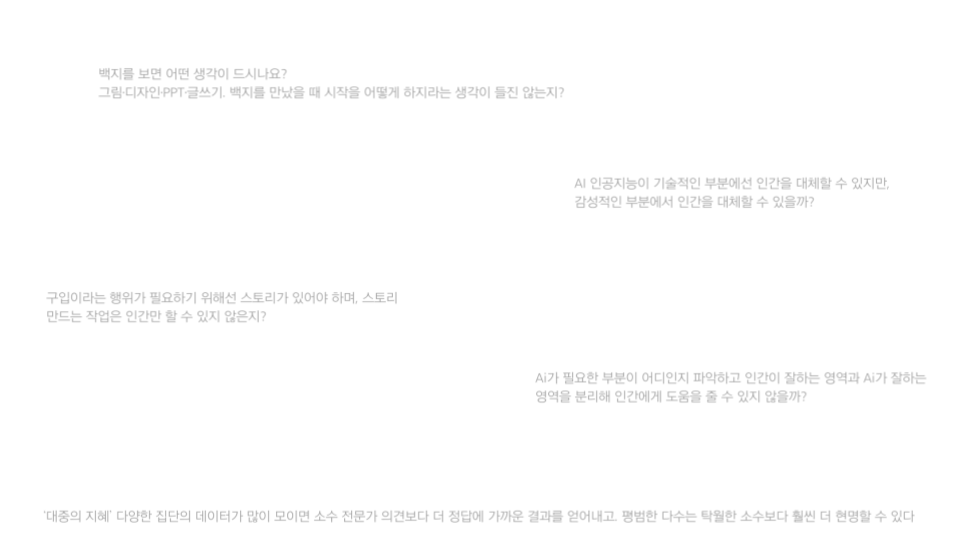 백지를 보면 어떤 생각이 드시나요?
그림·디자인·PPT·글쓰기. 백지를 만났을 때 시작을 어떻게 하지라는 생각이 들진 않는지?
AI 인공지능이 기술적인 부분에선 인간을 대체할 수 있지만,
감성적인 부분에서 인간을 대체할 수 있을까?
구입이라는 행위가 필요하기 위해선 스토리가 있어야 하며, 스토리
만드는 작업은 인간만 할 수 있지 않은지?
Ai가 필요한 부분이 어디인지 파악하고 인간이 잘하는 영역과 Ai가 잘하는
영역을 분리해 인간에게 도움을 줄 수 있지 않을까?
'대중의 지혜' 다양한 집단의 데이터가 많이 모이면 소수 전문가 의견보다 더 정답에 가까운 결과를 얻어내고. 평범한 다수는 탁월한 소수보다 훨씬 더 현명할 수 있다